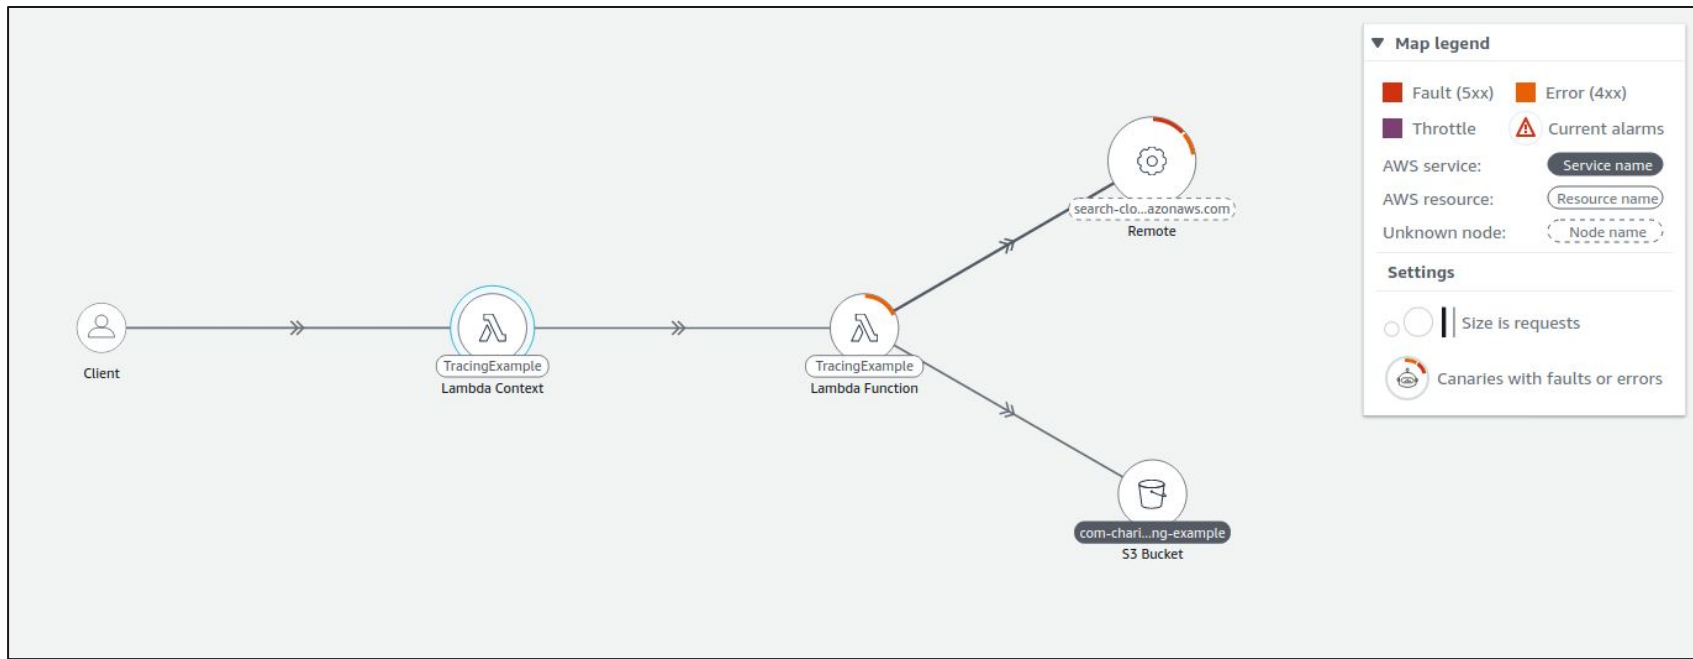 Client
TracingExample
Lambda Context
TracingExample
Lambda Function
search-clo...azonaws.com
Remote
com-chari...ng-example
S3 Bucket
Map legend
Fault (5xx) Error (4xx)
Throttle Current alarms
AWS service: Service name
AWS resource: Resource name
Unknown node: Node name
Settings
Size is requests
Canaries with faults or errors